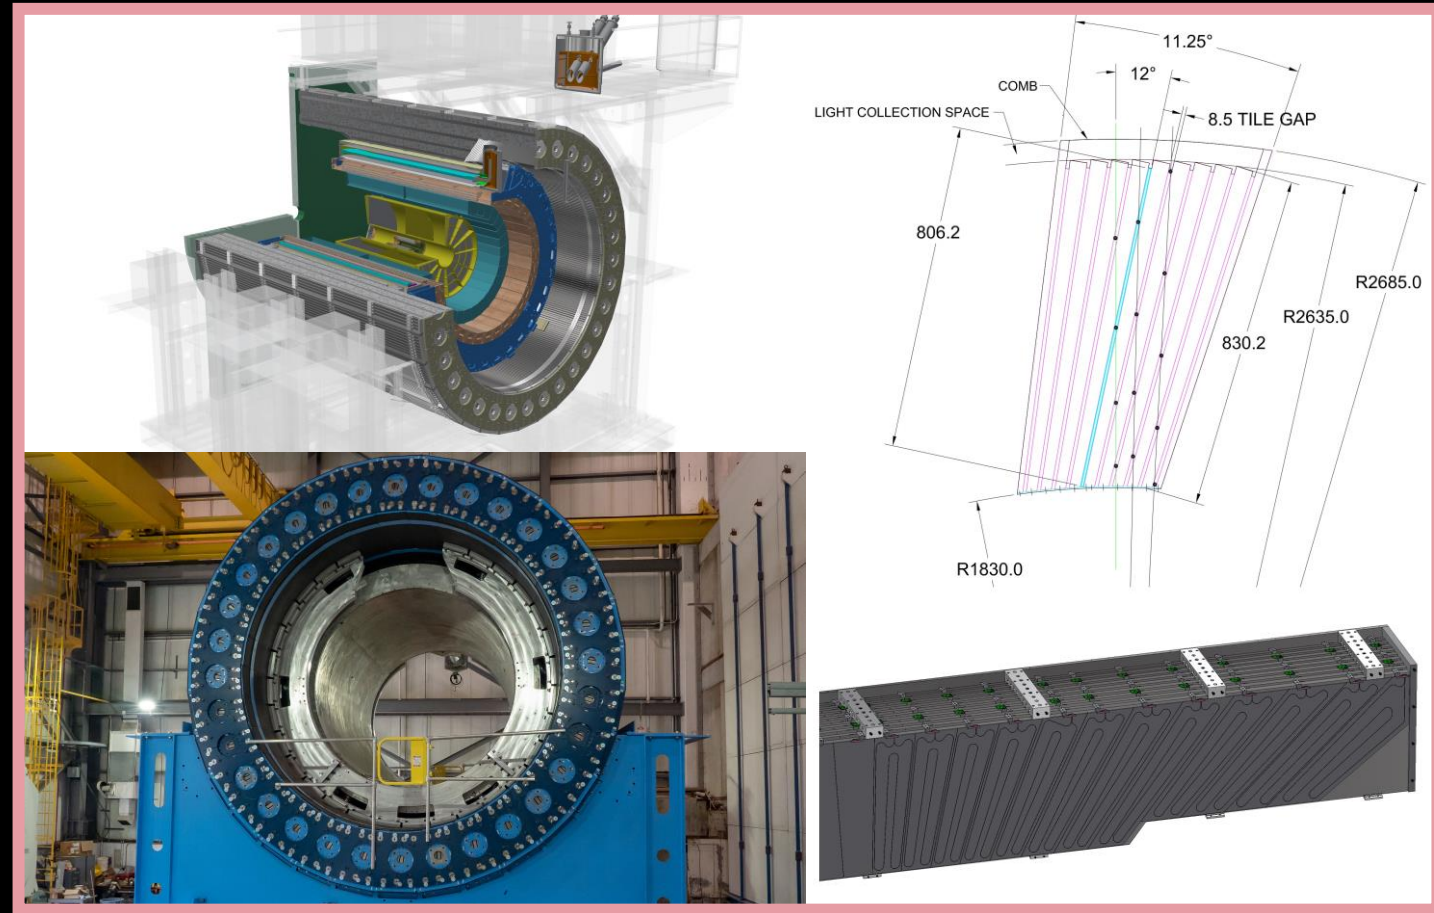 11.25°
12°
COMB
LIGHT COLLECTION SPACE
8.5 TILE GAP
806.2
R2685.0
R2635.0
830.2
R1830.0